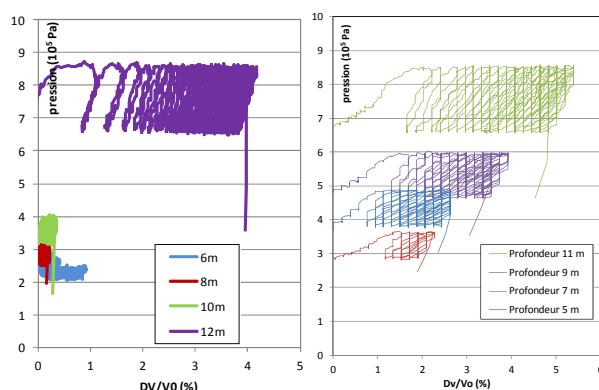 10
9
8
7
6
5
4
3
2
1
0
pression (10⁵ Pa)
6m
8m
10m
12m
0 1 2 3 4 5
DV/V0 (%)
10
9
8
7
6
5
4
3
2
1
0
pression (10⁵ Pa)
Profondeur 11 m
Profondeur 9 m
Profondeur 7 m
Profondeur 5 m
0 1 2 3 4 5 6
Dv/Vo (%)